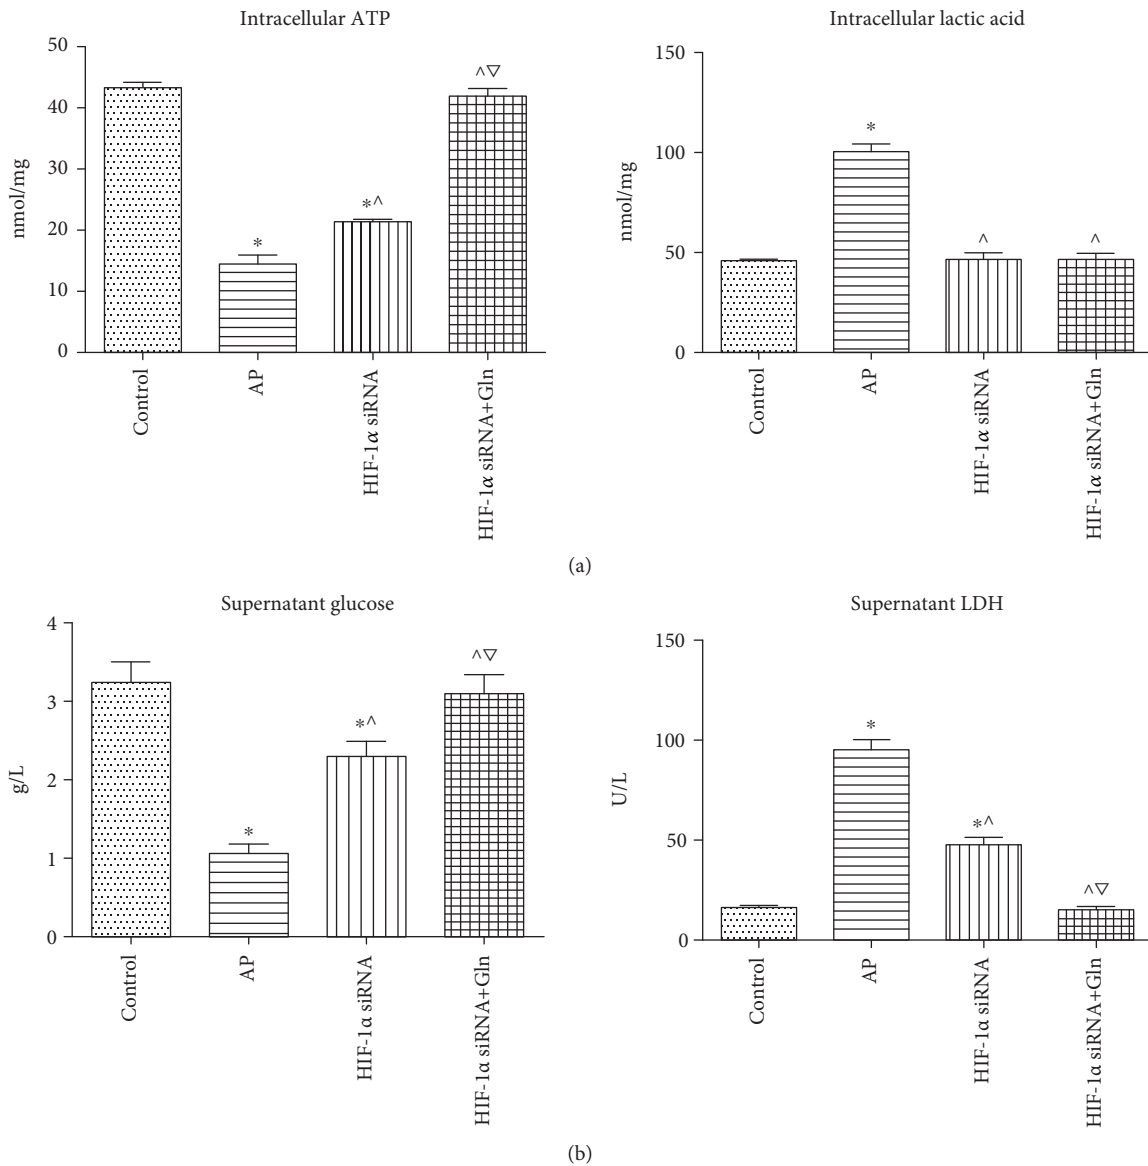 Intracellular ATP
50
40
30
20
10
0
nmol/mg
*
*^
^▽
Control
AP
HIF-1α siRNA
HIF-1α siRNA+Gln
Intracellular lactic acid
150
100
50
0
nmol/mg
*
^
^
Control
AP
HIF-1α siRNA
HIF-1α siRNA+Gln
(a)
Supernatant glucose
4
3
2
1
0
g/L
*
*^
^▽
Control
AP
HIF-1α siRNA
HIF-1α siRNA+Gln
Supernatant LDH
150
100
50
0
U/L
*
*^
^▽
Control
AP
HIF-1α siRNA
HIF-1α siRNA+Gln
(b)